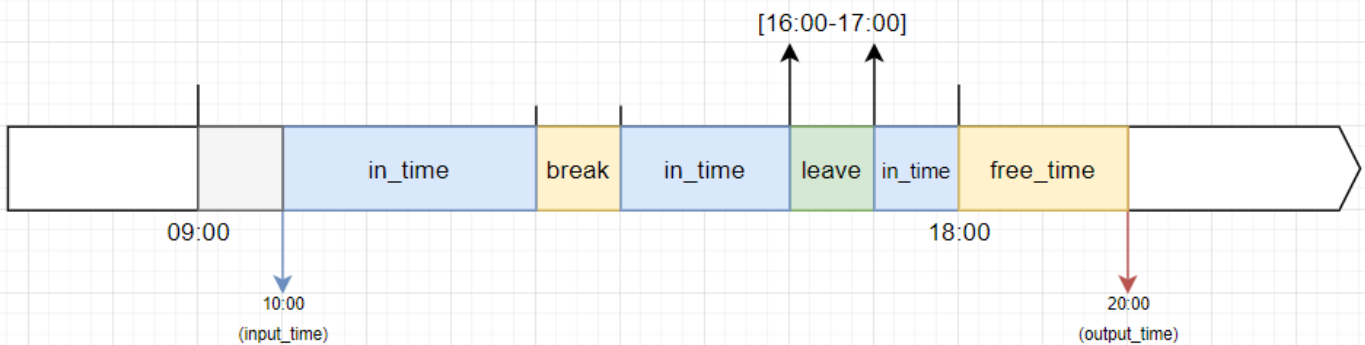 [16:00-17:00]
in_time
break
in_time
leave
in_time
free_time
09:00
18:00
10:00
(input_time)
20:00
(output_time)